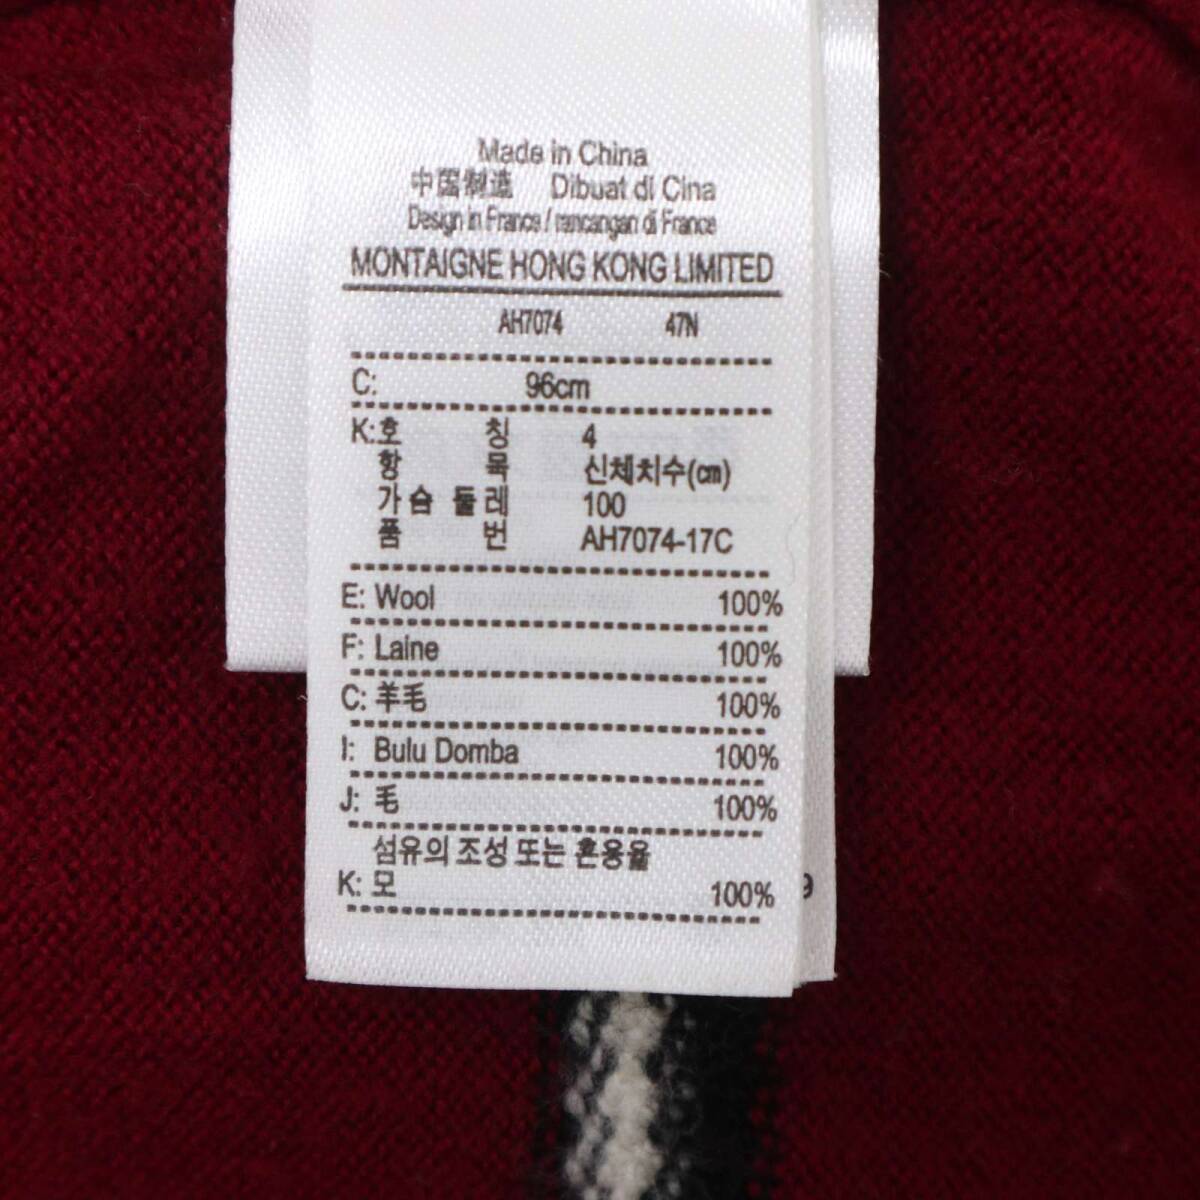 Made in China
中国制造 Dibuat di Cina
Design in France / rancangan di France
MONTAIGNE HONG KONG LIMITED
AH7074 47N
C: 96cm
K:호 칭 4
항 목 신체치수(㎝)
가슴 둘레 100
품 번 AH7074-17C
E: Wool 100%
F: Laine 100%
C: 羊毛 100%
I: Bulu Domba 100%
J: 毛 100%
섬유의 조성 또는 혼용율
K: 모 100%
9